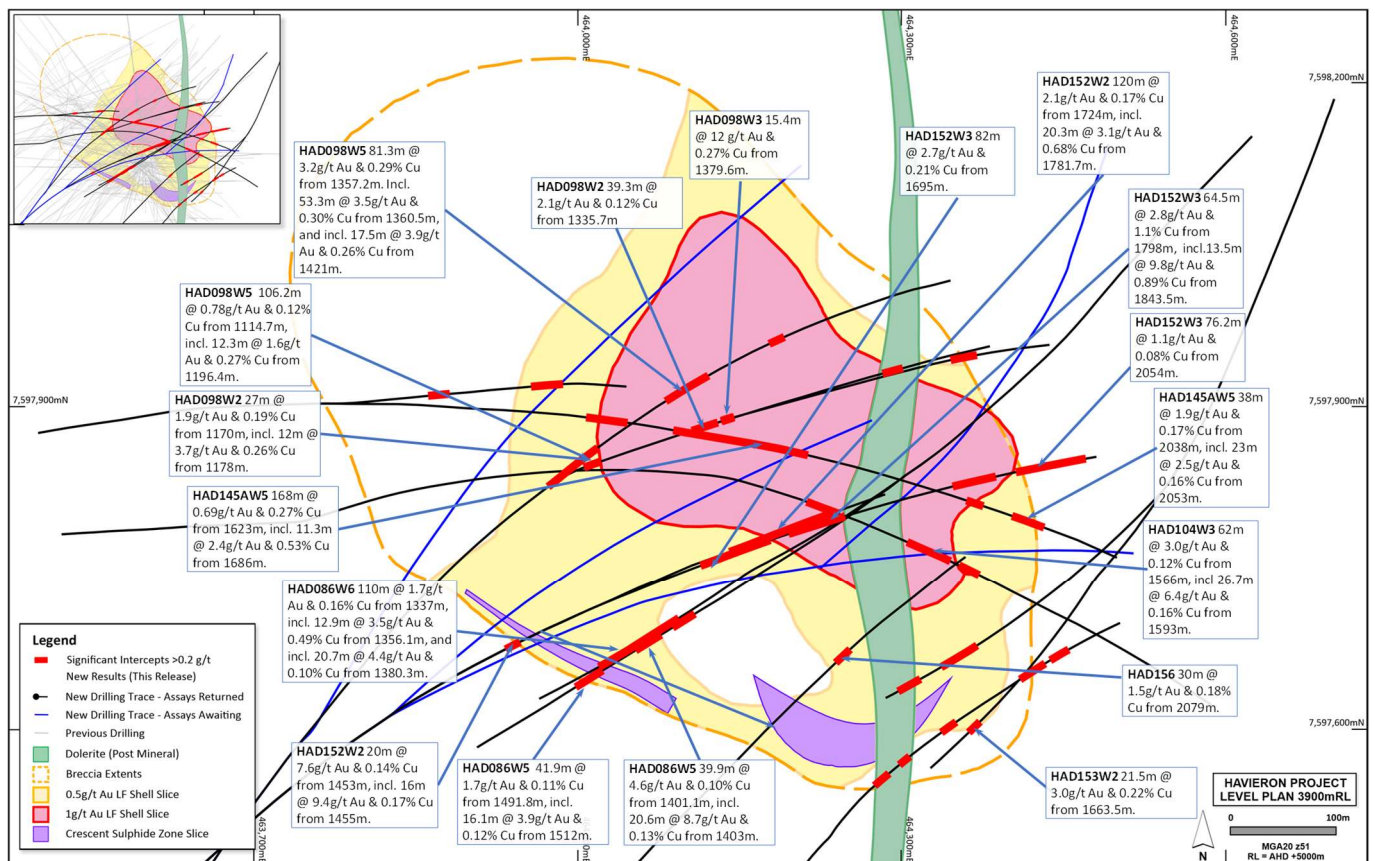 464,000mE
464,300mE
464,600mE
7,598,200mN
HAD152W2 120m @
2.1g/t Au & 0.17% Cu
from 1724m, incl.
20.3m @ 3.1g/t Au &
0.68% Cu from
1781.7m.
HAD098W3 15.4m
@ 12 g/t Au &
0.27% Cu from
1379.6m.
HAD152W3 82m
@ 2.7g/t Au &
0.21% Cu from
1695m.
HAD098W5 81.3m @
3.2g/t Au & 0.29% Cu
from 1357.2m. Incl.
53.3m @ 3.5g/t Au &
0.30% Cu from 1360.5m,
and incl. 17.5m @ 3.9g/t
Au & 0.26% Cu from
1421m.
HAD098W2 39.3m @
2.1g/t Au & 0.12% Cu
from 1335.7m
HAD152W3 64.5m
@ 2.8g/t Au &
1.1% Cu from
1798m, incl.13.5m
@ 9.8g/t Au &
0.89% Cu from
1843.5m.
HAD098W5 106.2m
@ 0.78g/t Au & 0.12%
Cu from 1114.7m,
incl. 12.3m @ 1.6g/t
Au & 0.27% Cu from
1196.4m.
HAD152W3 76.2m
@ 1.1g/t Au &
0.08% Cu from
2054m.
7,597,900mN
7,597,900mN
HAD098W2 27m @
1.9g/t Au & 0.19% Cu
from 1170m, incl. 12m @
3.7g/t Au & 0.26% Cu
from 1178m.
HAD145AW5 38m
@ 1.9g/t Au &
0.17% Cu from
2038m, incl. 23m
@ 2.5g/t Au &
0.16% Cu from
2053m.
HAD145AW5 168m @
0.69g/t Au & 0.27% Cu
from 1623m, incl. 11.3m
@ 2.4g/t Au & 0.53% Cu
from 1686m.
HAD104W3 62m
@ 3.0g/t Au &
0.12% Cu from
1566m, incl 26.7m
@ 6.4g/t Au &
0.16% Cu from
1593m.
HAD086W6 110m @ 1.7g/t
Au & 0.16% Cu from 1337m,
incl. 12.9m @ 3.5g/t Au &
0.49% Cu from 1356.1m, and
incl. 20.7m @ 4.4g/t Au &
0.10% Cu from 1380.3m.
HAD156 30m @
1.5g/t Au & 0.18%
Cu from 2079m.
7,597,600mN
Legend
Significant Intercepts >0.2 g/t
New Results (This Release)
New Drilling Trace - Assays Returned
New Drilling Trace - Assays Awaiting
Previous Drilling
Dolerite (Post Mineral)
Breccia Extents
0.5g/t Au LF Shell Slice
1g/t Au LF Shell Slice
Crescent Sulphide Zone Slice
HAD152W2 20m @
7.6g/t Au & 0.14% Cu
from 1453m, incl. 16m
@ 9.4g/t Au & 0.17% Cu
from 1455m.
HAD086W5 41.9m @
1.7g/t Au & 0.11% Cu
from 1491.8m, incl.
16.1m @ 3.9g/t Au &
0.12% Cu from 1512m.
HAD086W5 39.9m @
4.6g/t Au & 0.10% Cu
from 1401.1m, incl.
20.6m @ 8.7g/t Au &
0.13% Cu from 1403m.
HAD153W2 21.5m @
3.0g/t Au & 0.22% Cu
from 1663.5m.
HAVIERON PROJECT
LEVEL PLAN 3900mRL
0 100m
N
MGA20 z51
RL = AHD +5000m
463,700mE
464,300mE